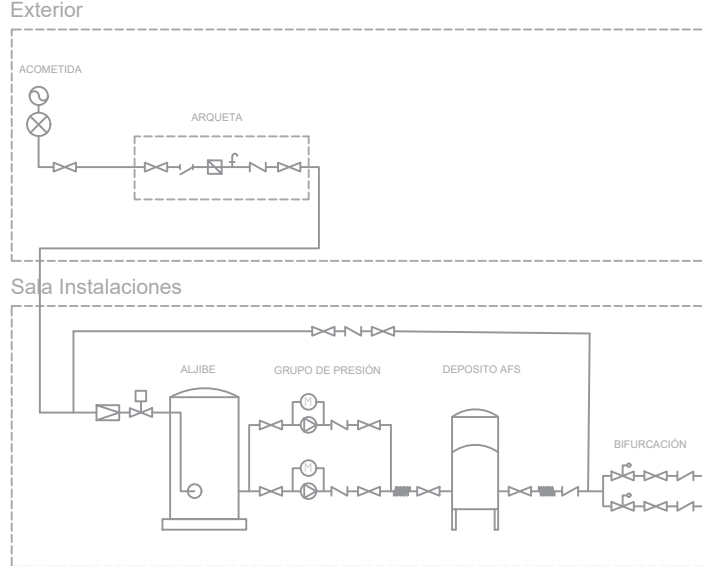 Exterior
ACOMETIDA
ARQUETA
Sala Instalaciones
ALJIBE
GRUPO DE PRESIÓN
DEPOSITO AFS
M
M
BIFURCACIÓN